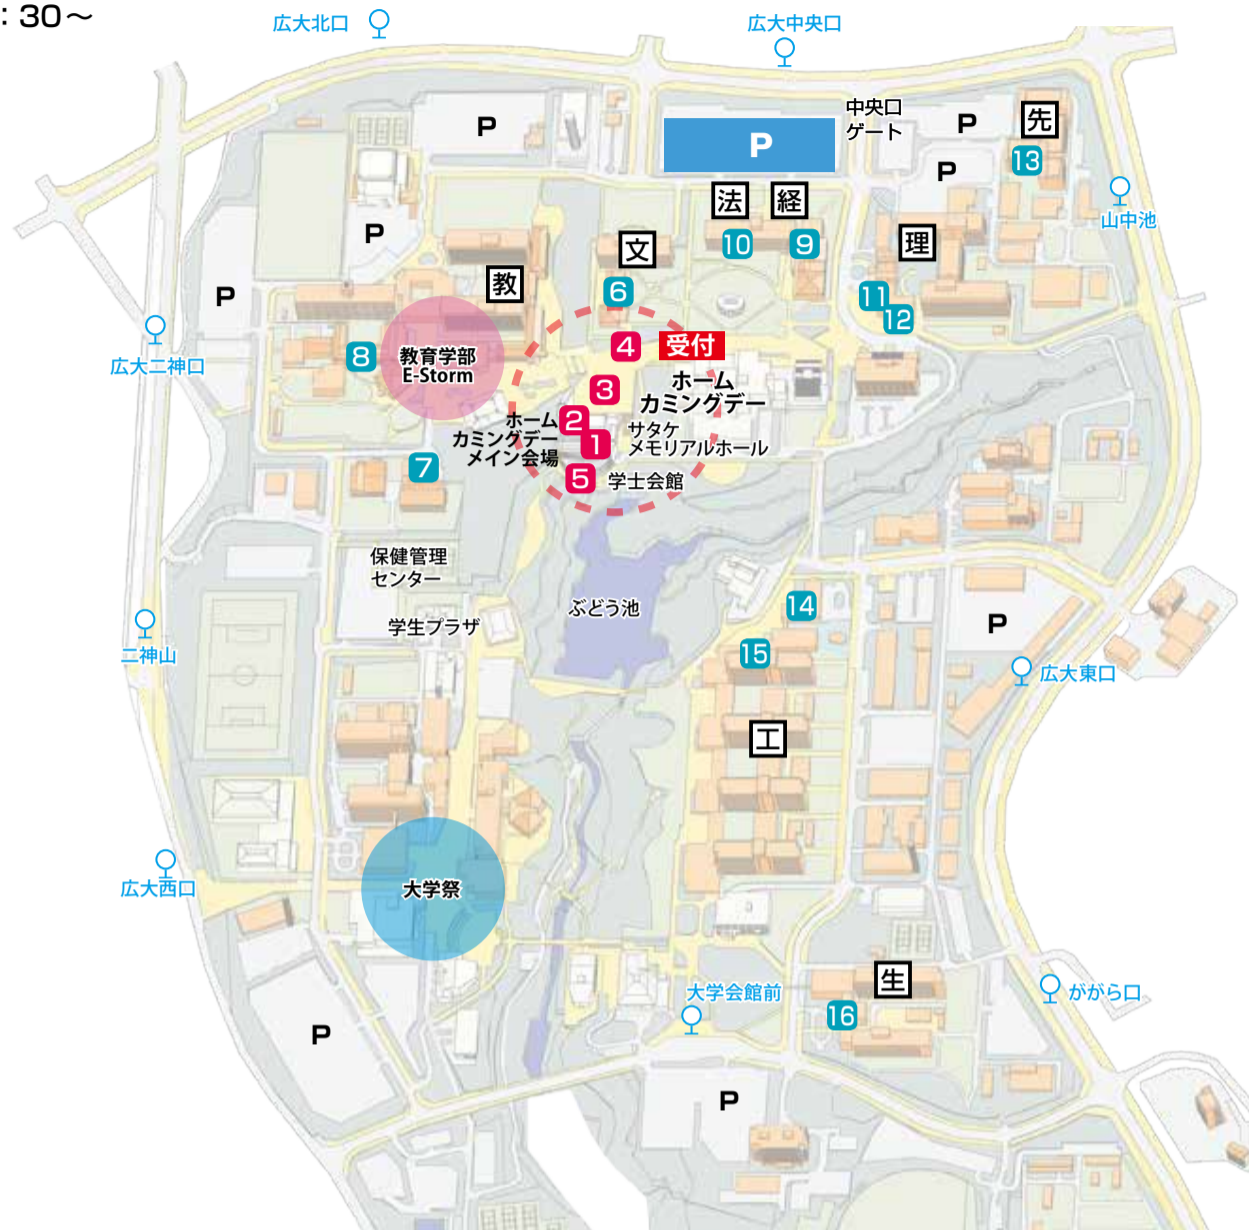 : 30～
広大北口
広大中央口
中央口
ゲート
P
P
P
先
13
P
山中池
法
経
10
9
理
文
6
11
12
P
教
P
広大二神口
8
教育学部
E-Storm
4
受付
ホーム
カミングデー
3
2
1
5
ホーム
カミングデー
メイン会場
サタケ
メモリアルホール
学士会館
7
保健管理
センター
学生プラザ
ぶどう池
14
15
P
二神山
広大東口
工
広大西口
大学祭
生
16
大学会館前
ががら口
P
P